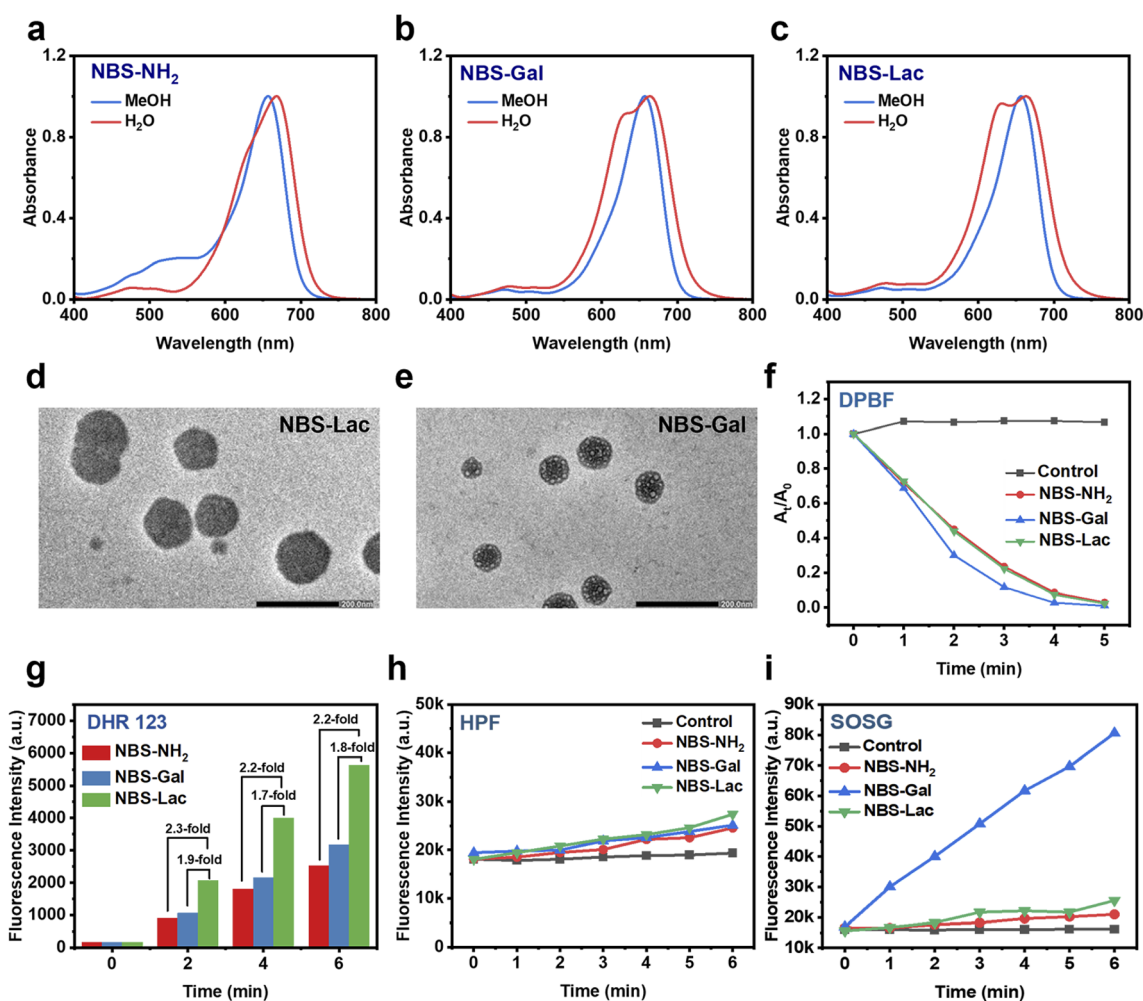 a
1.2
NBS-NH₂
MeOH
H₂O
0.8
0.4
0.0
Absorbance
400 500 600 700 800
Wavelength (nm)
b
1.2
NBS-Gal
MeOH
H₂O
0.8
0.4
0.0
Absorbance
400 500 600 700 800
Wavelength (nm)
c
1.2
NBS-Lac
MeOH
H₂O
0.8
0.4
0.0
Absorbance
400 500 600 700 800
Wavelength (nm)
d
NBS-Lac
200.0nm
e
NBS-Gal
200.0nm
f
DPBF
1.2
1.0
0.8
0.6
0.4
0.2
0.0
Aₜ/A₀
Control
NBS-NH₂
NBS-Gal
NBS-Lac
0 1 2 3 4 5
Time (min)
g
DHR 123
NBS-NH₂
NBS-Gal
NBS-Lac
7000
6000
5000
4000
3000
2000
1000
0
Fluorescence Intensity (a.u.)
2.3-fold
1.9-fold
2.2-fold
1.7-fold
2.2-fold
1.8-fold
0 2 4 6
Time (min)
h
HPF
50k
40k
30k
20k
10k
0
Fluorescence Intensity (a.u.)
Control
NBS-NH₂
NBS-Gal
NBS-Lac
0 1 2 3 4 5 6
Time (min)
i
SOSG
90k
80k
70k
60k
50k
40k
30k
20k
10k
Fluorescence Intensity (a.u.)
Control
NBS-NH₂
NBS-Gal
NBS-Lac
0 1 2 3 4 5 6
Time (min)